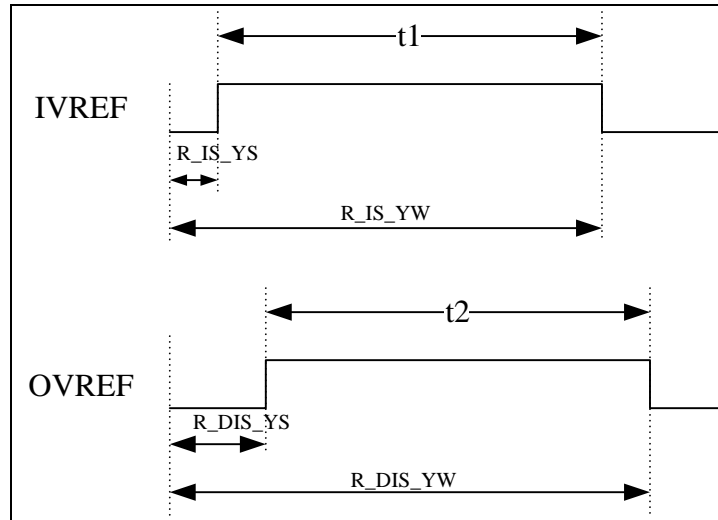 t1
IVREF
R_IS_YS
R_IS_YW
t2
OVREF
R_DIS_YS
R_DIS_YW